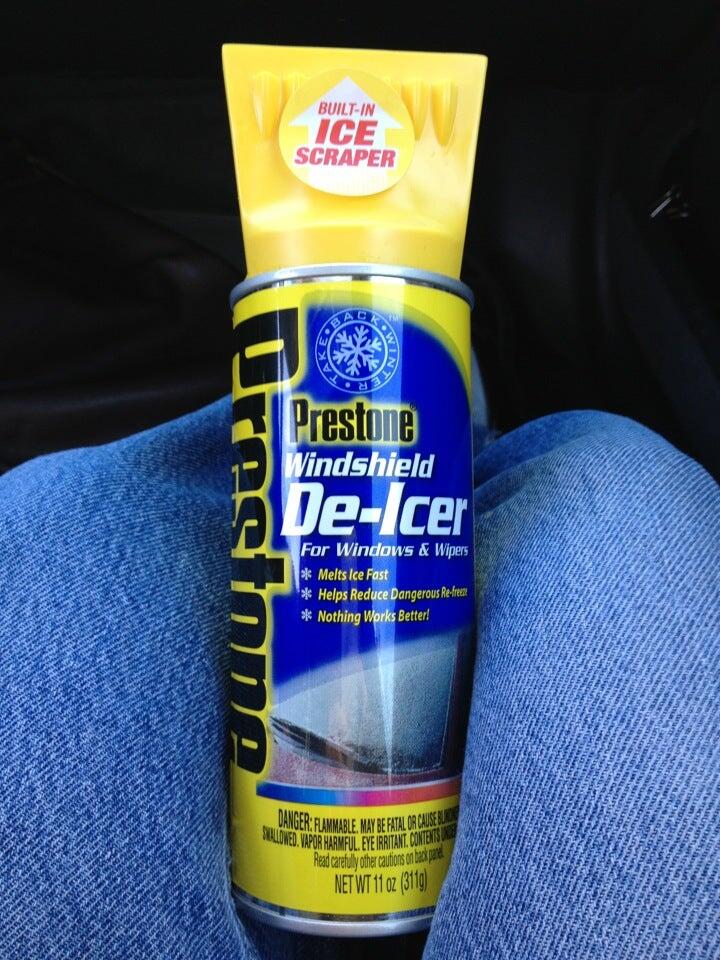 BUILT-IN
ICE
SCRAPER
TAKE • BACK • WINTER • ™
Prestone
Prestone®
Windshield
De-Icer
For Windows & Wipers
Melts Ice Fast
Helps Reduce Dangerous Re-freeze
Nothing Works Better!
DANGER: FLAMMABLE. MAY BE FATAL OR CAUSE
SWALLOWED. VAPOR HARMFUL. EYE IRRITANT. CONTENTS
Read carefully other cautions on back panel.
NET WT 11 oz (311g)